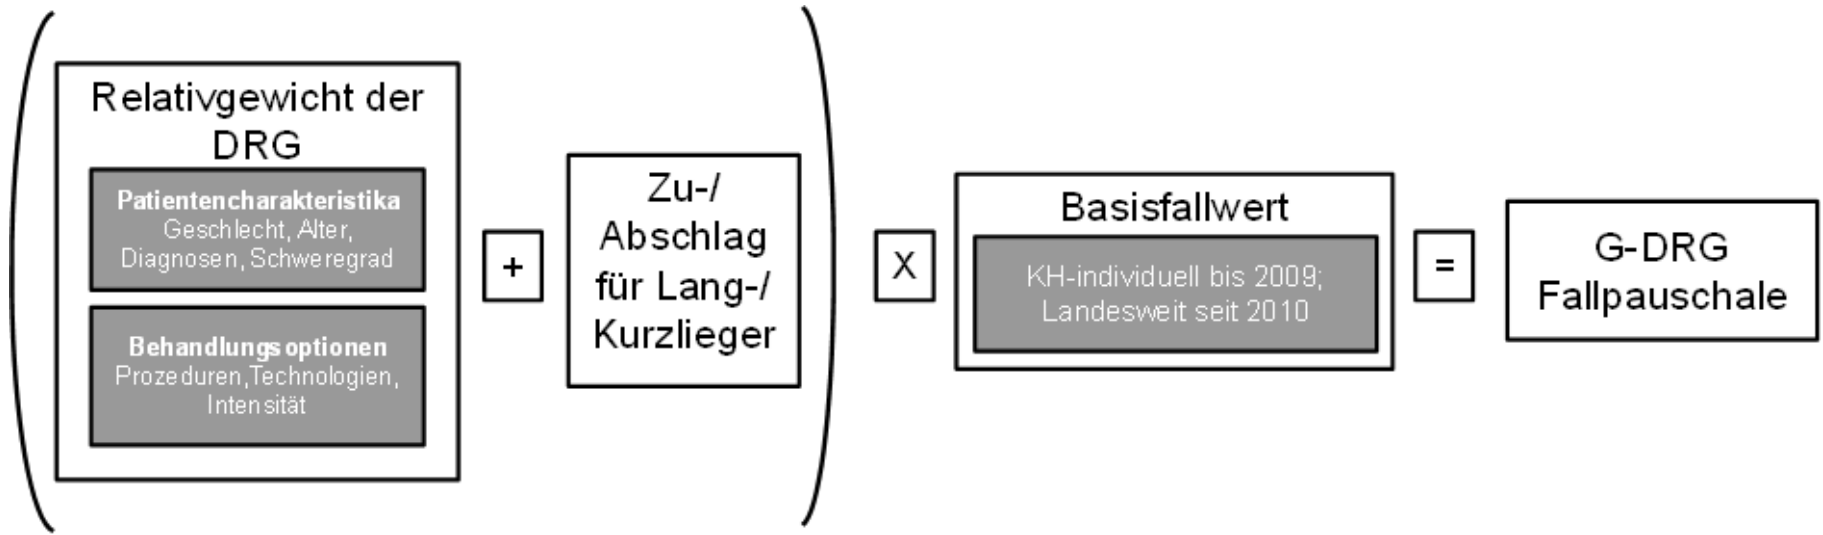 Relativgewicht der
DRG
Patientencharakteristika
Geschlecht, Alter,
Diagnosen, Schweregrad
Behandlungsoptionen
Prozeduren,Technologien,
Intensität
+
Zu-/
Abschlag
für Lang-/
Kurzlieger
X
Basisfallwert
KH-individuell bis 2009;
Landesweit seit 2010
=
G-DRG
Fallpauschale